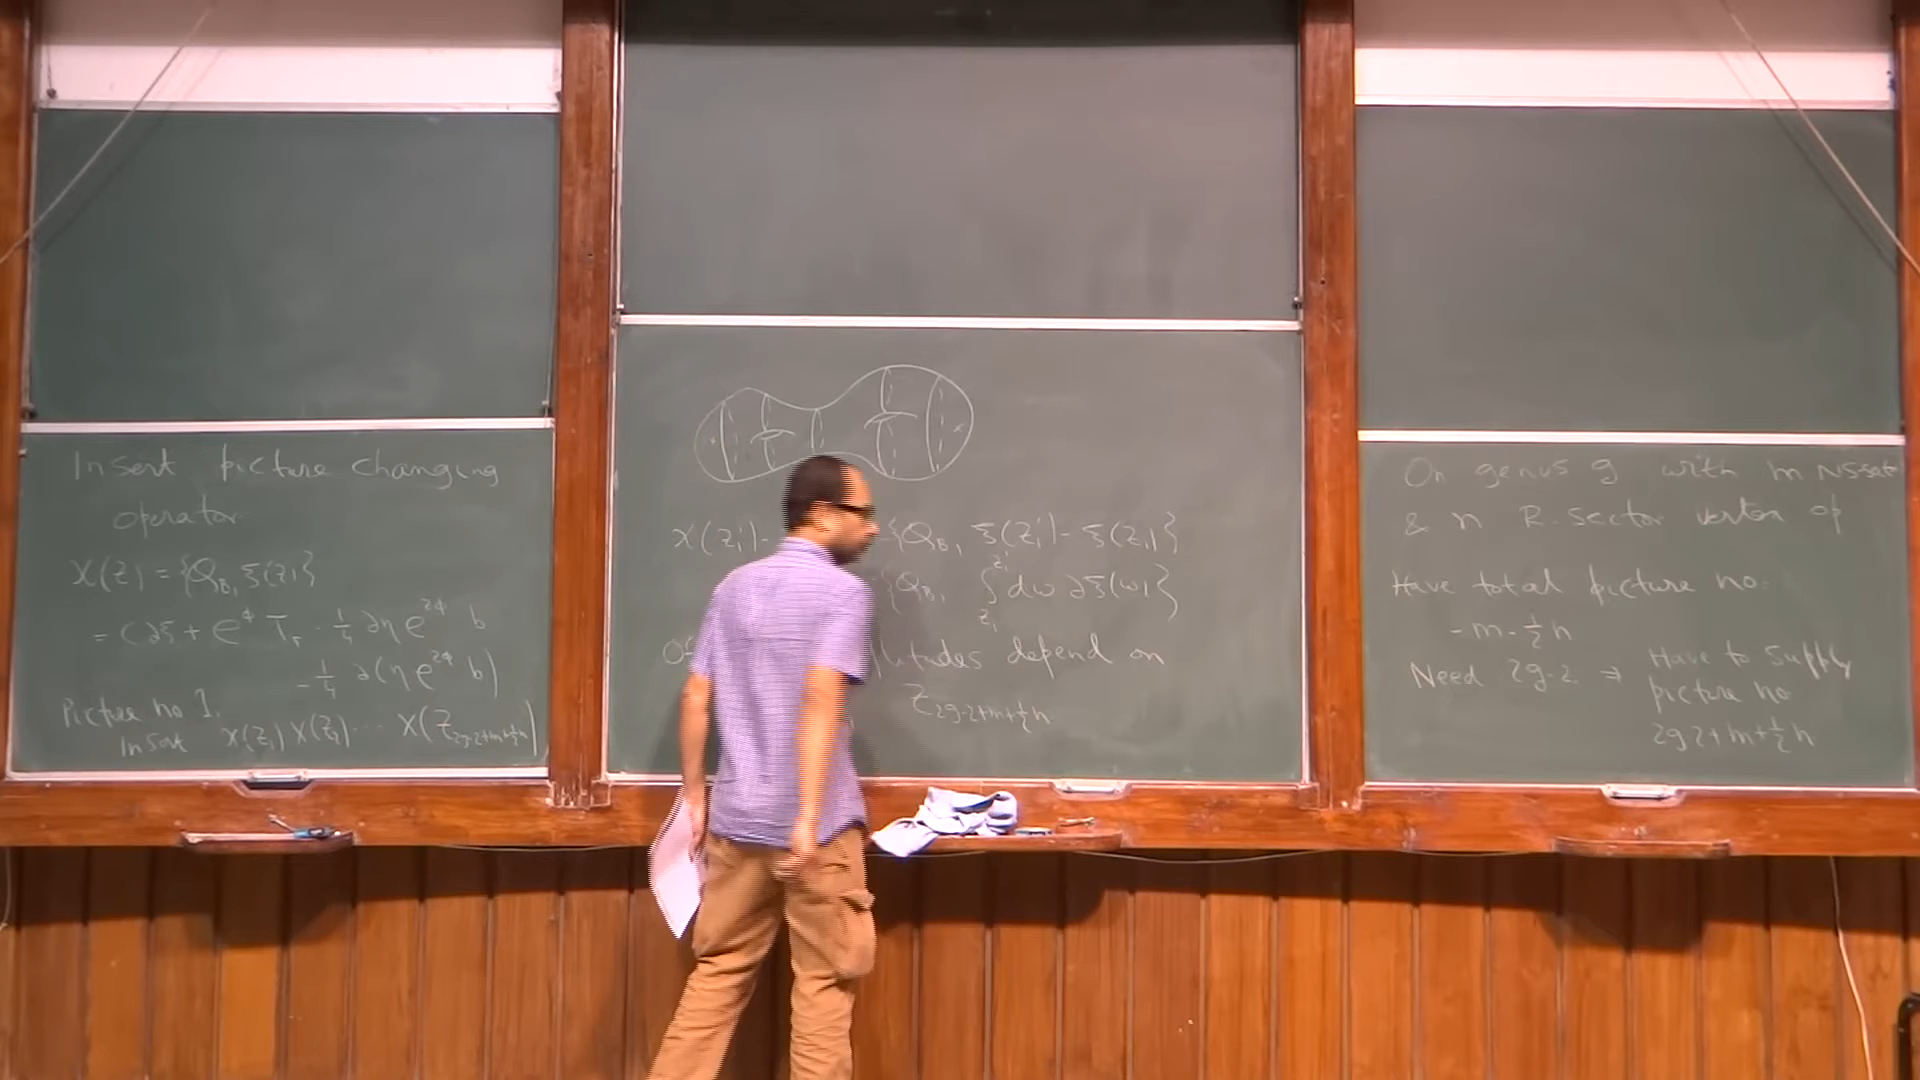 Insert picture changing
operator
X(z) = {Q_B, ξ(z)}
= C∂ξ + e^φ T_F - 1/4 ∂η e^{2φ} b
- 1/4 ∂(η e^{2φ} b)
Picture no 1.
Insert X(z_1) X(z_2) ... X(z_{2g-2+m+1/2n})
X(z_1') - {Q_B, ξ(z_1') - ξ(z_1)}
{Q_B, ∫_{z_1}^{z_1'} dw ∂ξ(w)}
depend on
z_{2g-2+m+1/2n}
On genus g with m NS-sec
& n R-sector vertex op
Have total picture no.
-m-1/2n
Need 2g-2 ⇒ Have to supply
picture no
2g-2+m+1/2n